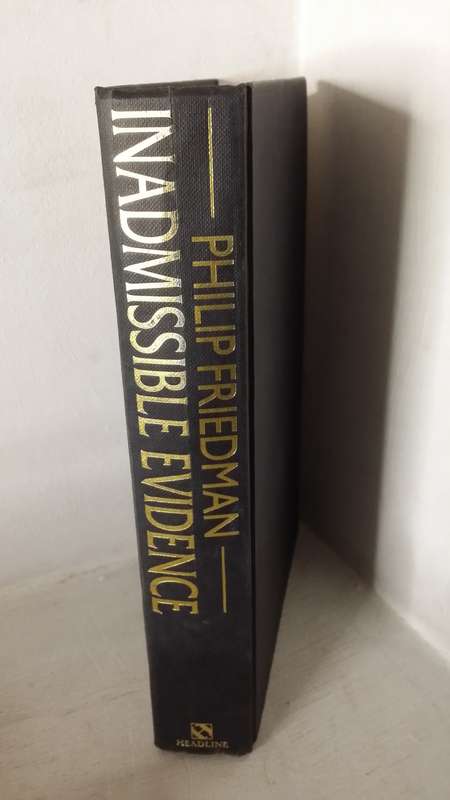 PHILIP FRIEDMAN
INADMISSIBLE EVIDENCE
HEADLINE